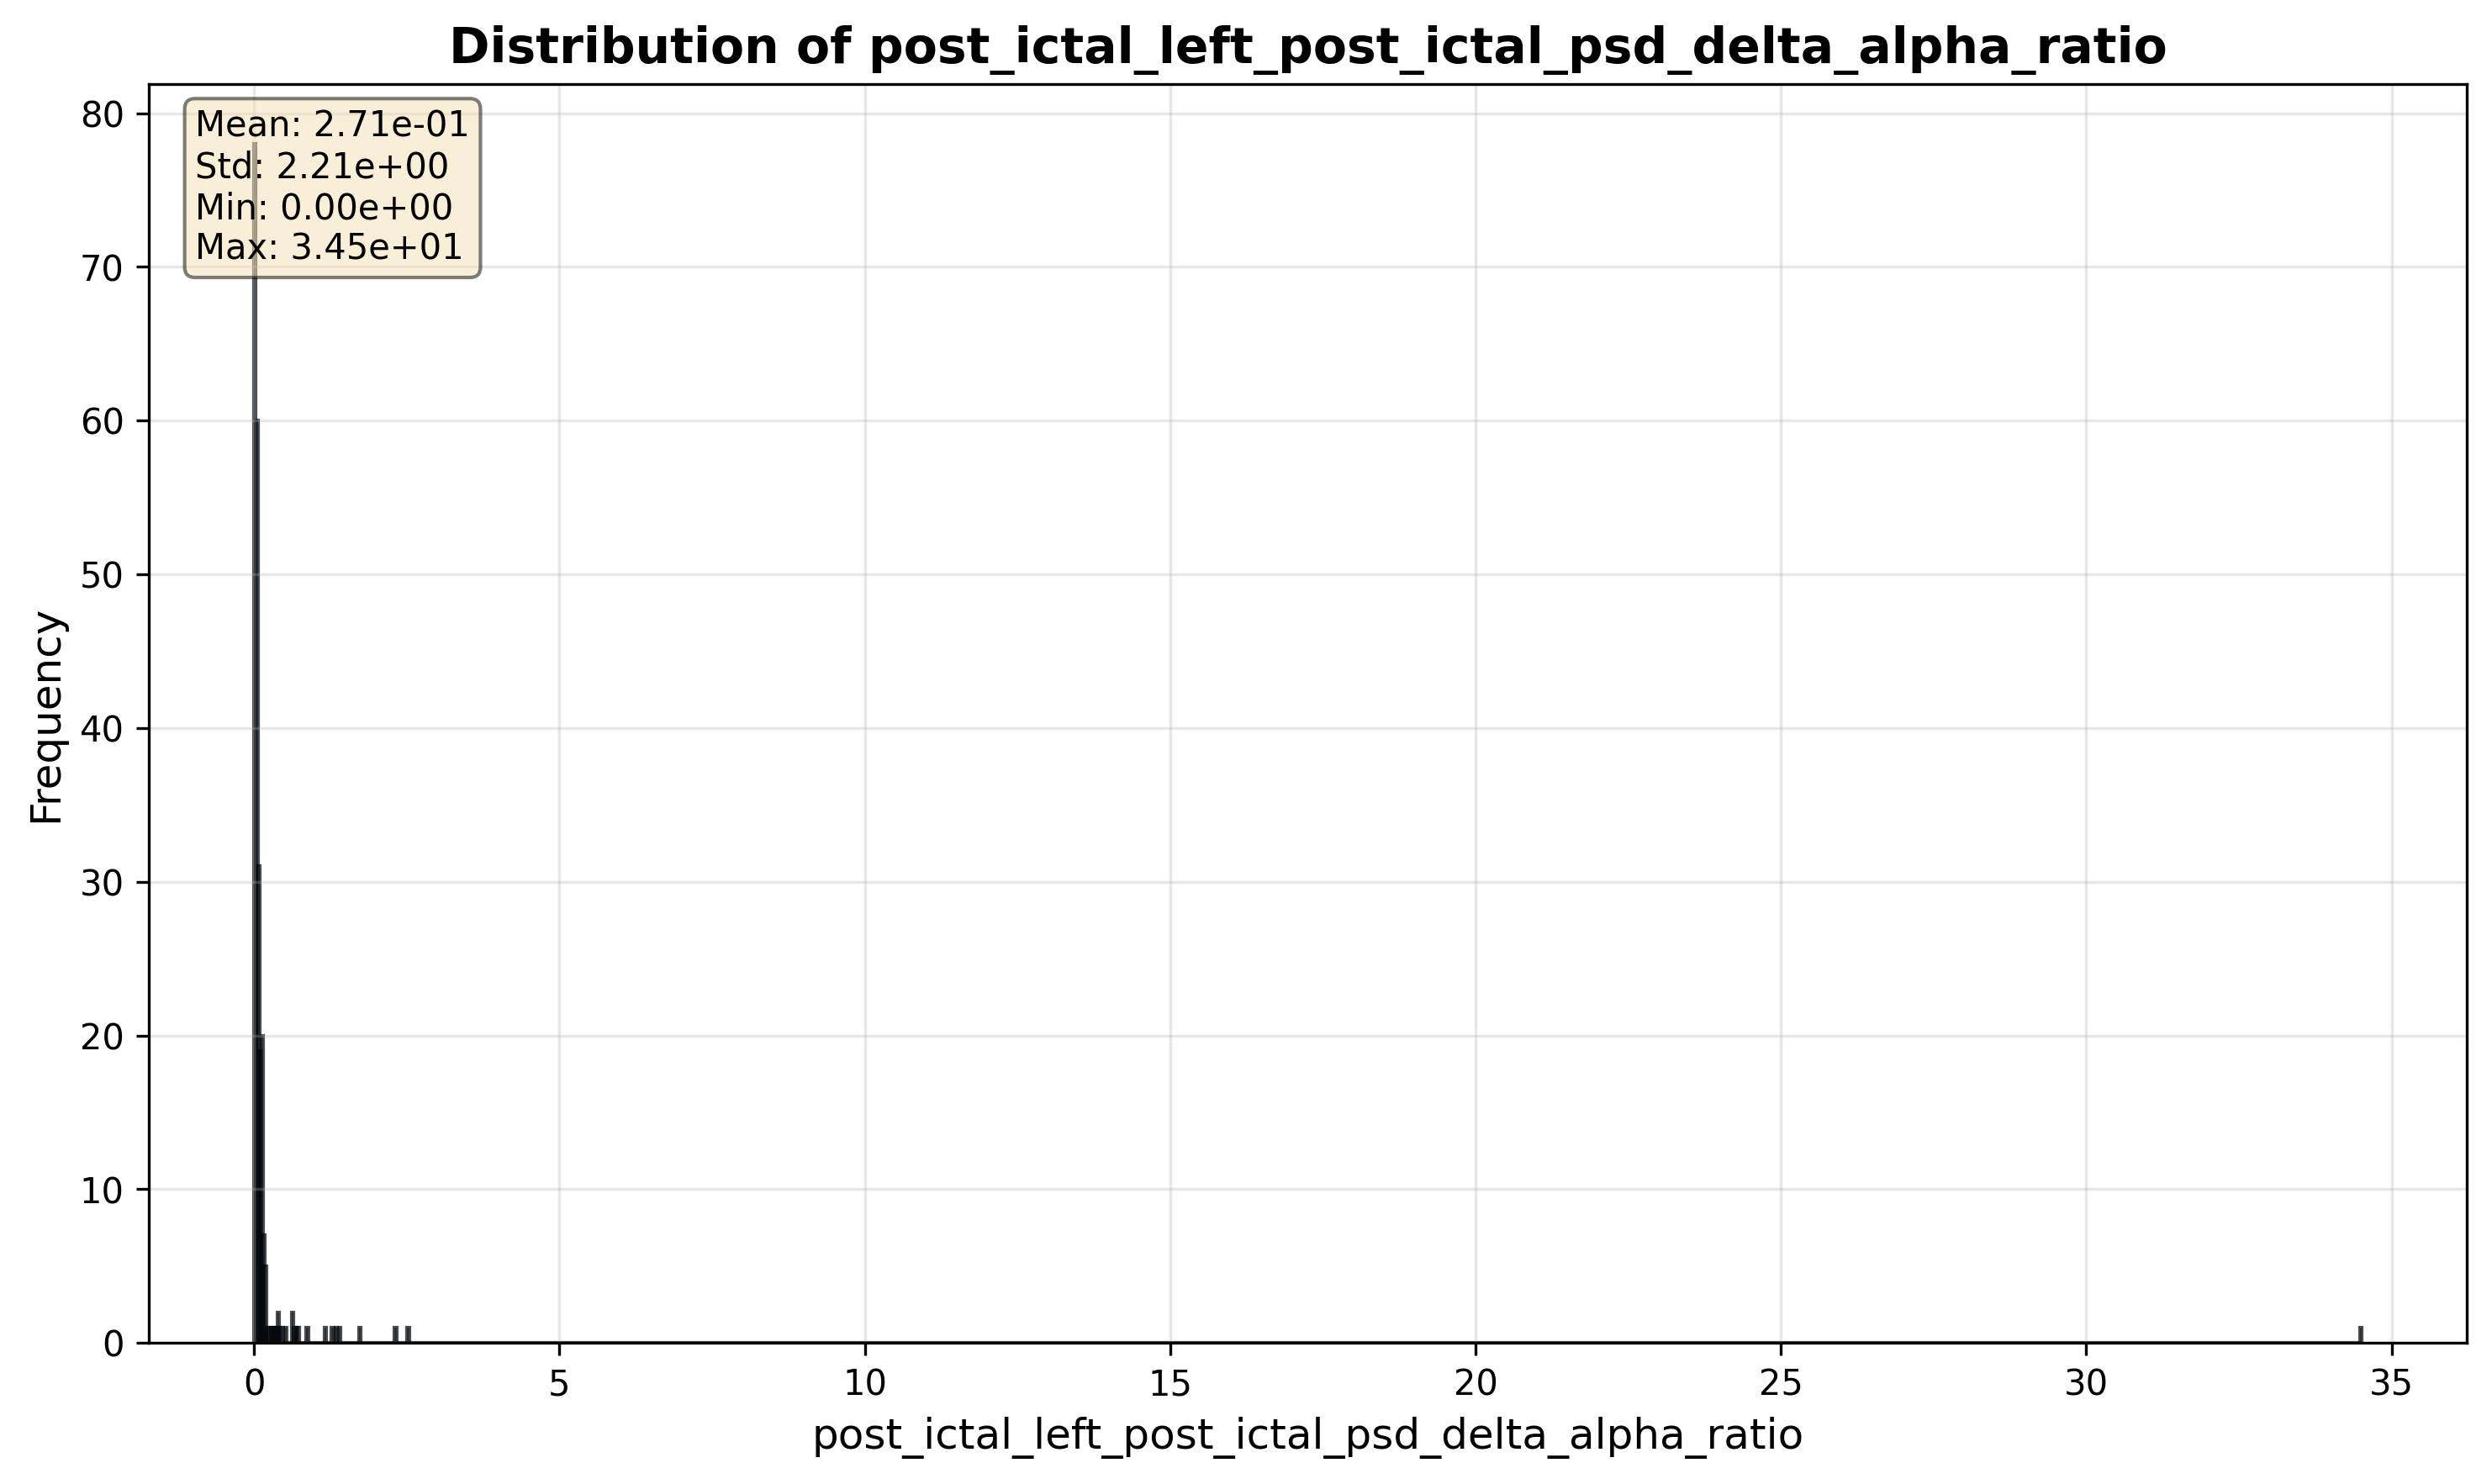 Distribution of post_ictal_left_post_ictal_psd_delta_alpha_ratio
Mean: 2.71e-01
Std: 2.21e+00
Min: 0.00e+00
Max: 3.45e+01
80
70
60
50
40
30
20
10
0
Frequency
0 5 10 15 20 25 30 35
post_ictal_left_post_ictal_psd_delta_alpha_ratio